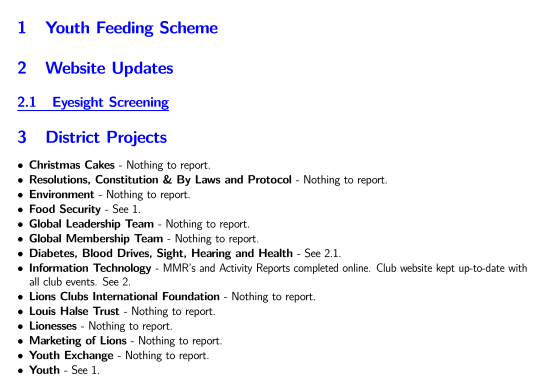 1 Youth Feeding Scheme
2 Website Updates
2.1 Eyesight Screening
3 District Projects
• Christmas Cakes - Nothing to report.
• Resolutions, Constitution & By Laws and Protocol - Nothing to report.
• Environment - Nothing to report.
• Food Security - See 1.
• Global Leadership Team - Nothing to report.
• Global Membership Team - Nothing to report.
• Diabetes, Blood Drives, Sight, Hearing and Health - See 2.1.
• Information Technology - MMR's and Activity Reports completed online. Club website kept up-to-date with
all club events. See 2.
• Lions Clubs International Foundation - Nothing to report.
• Louis Halse Trust - Nothing to report.
• Lionesses - Nothing to report.
• Marketing of Lions - Nothing to report.
• Youth Exchange - Nothing to report.
• Youth - See 1.